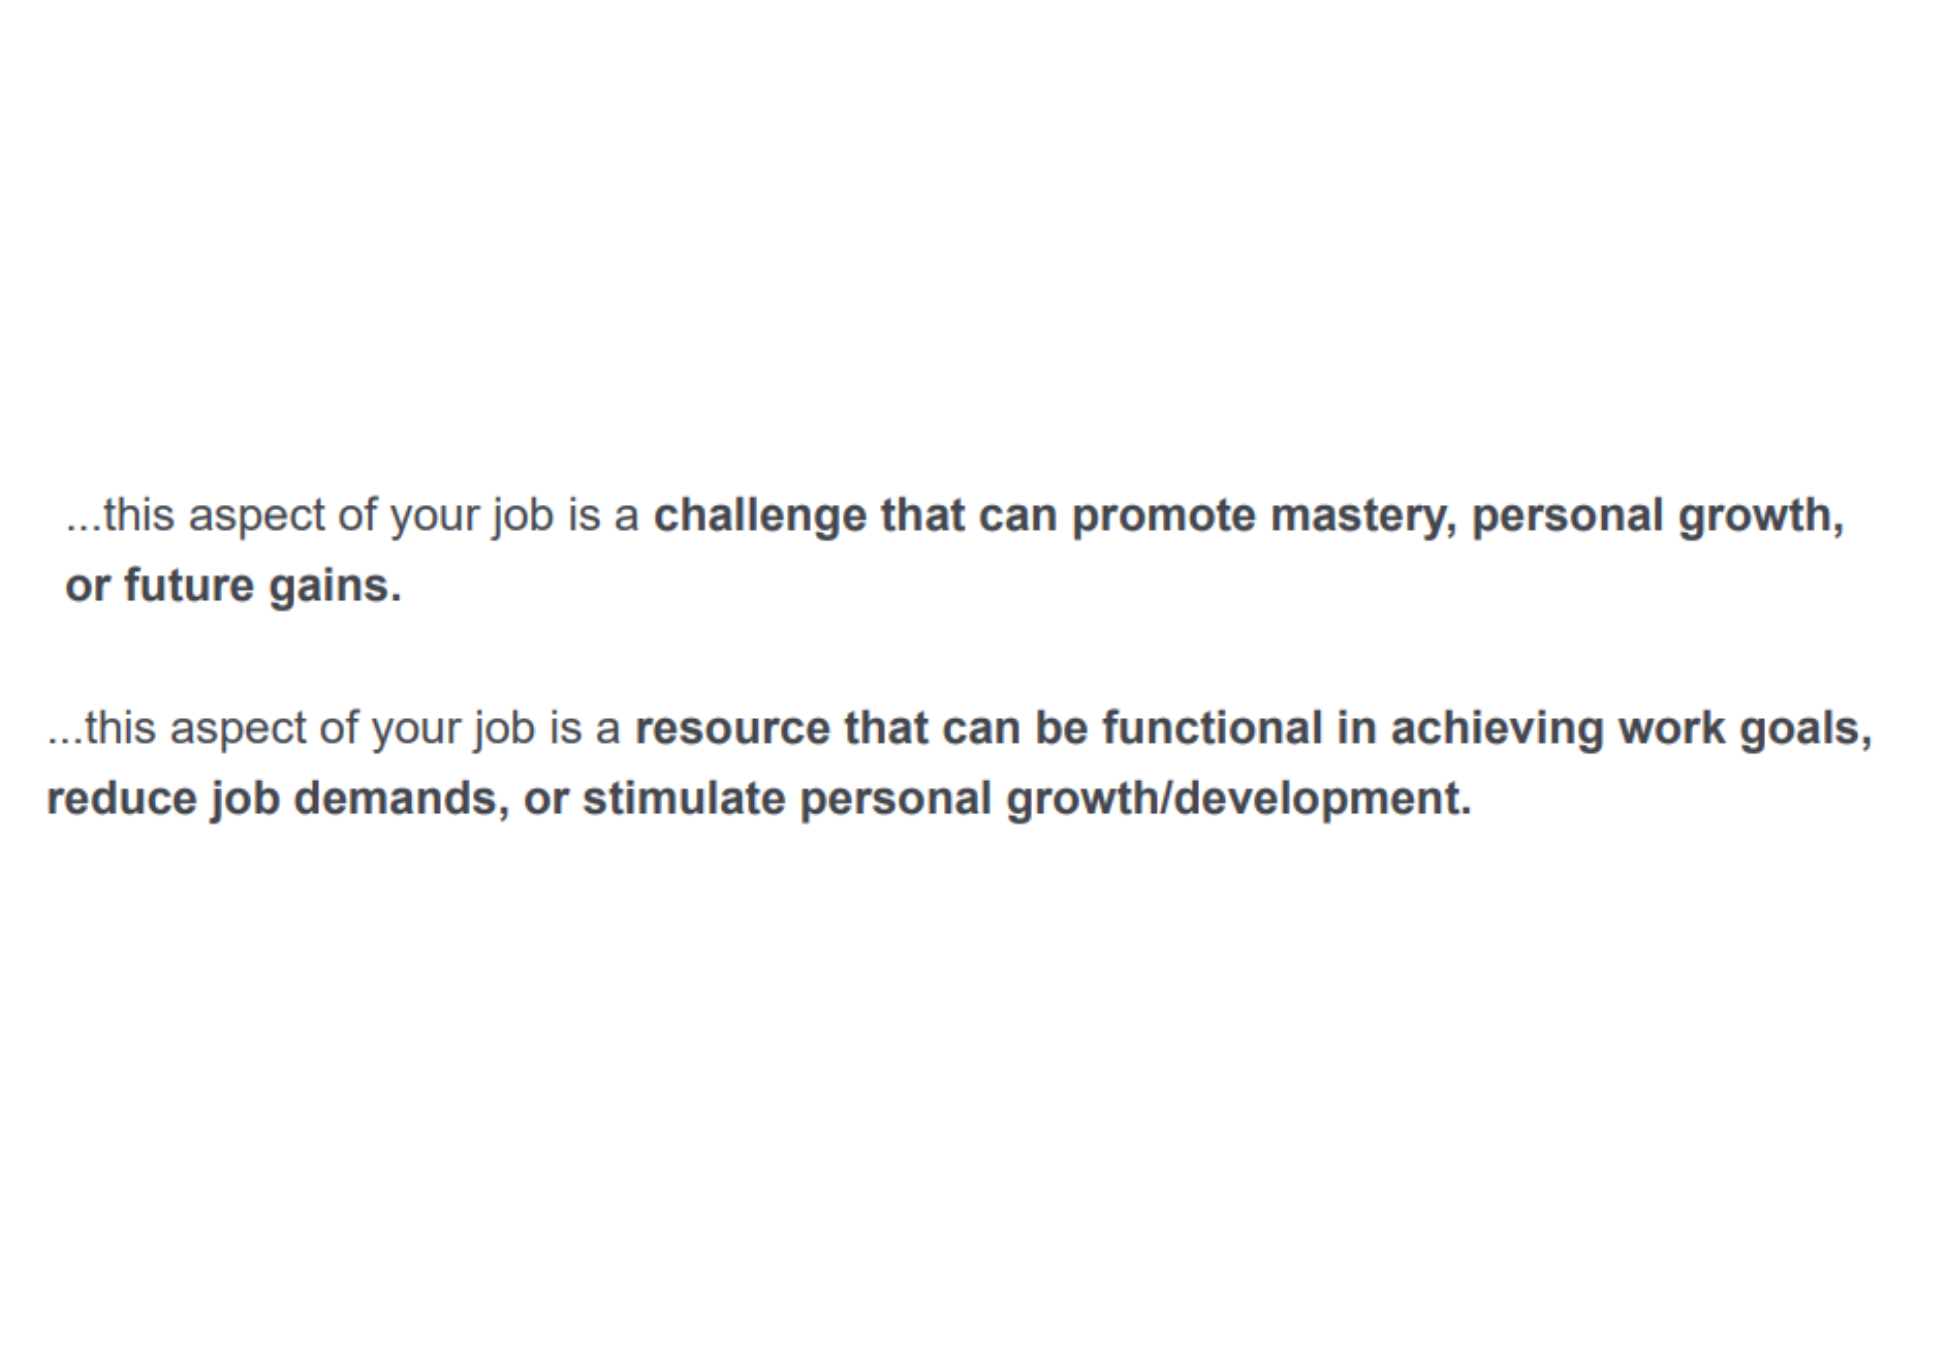 ...this aspect of your job is a challenge that can promote mastery, personal growth,
or future gains.
...this aspect of your job is a resource that can be functional in achieving work goals,
reduce job demands, or stimulate personal growth/development.